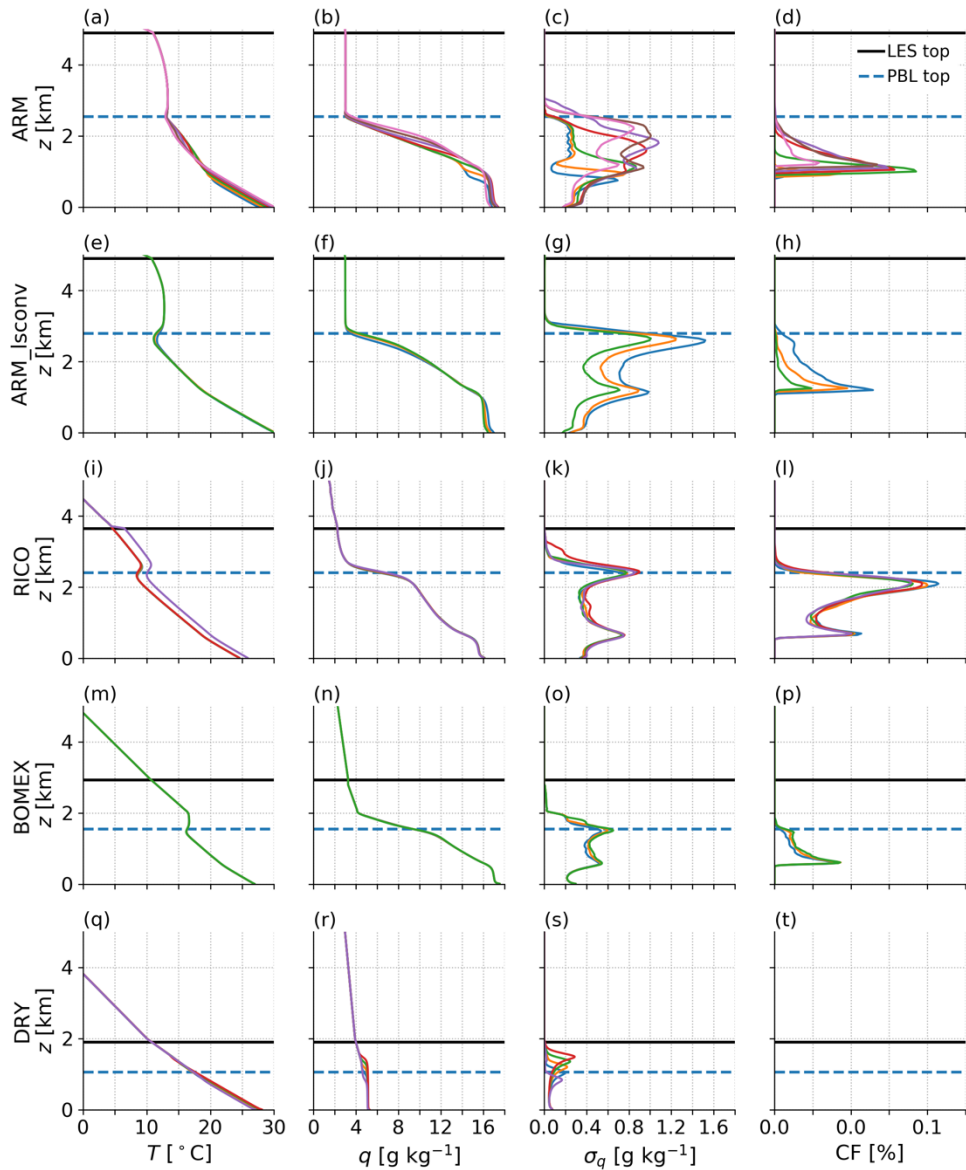 (a) (b) (c) (d)
LES top
PBL top
ARM
z [km]
4
2
0
(e) (f) (g) (h)
ARM_lsconv
z [km]
4
2
0
(i) (j) (k) (l)
RICO
z [km]
4
2
0
(m) (n) (o) (p)
BOMEX
z [km]
4
2
0
(q) (r) (s) (t)
DRY
z [km]
4
2
0
0 10 20 30 0 4 8 12 16 0.0 0.4 0.8 1.2 1.6 0.0 0.0 0.1
T [°C] q [g kg⁻¹] σq [g kg⁻¹] CF [%]